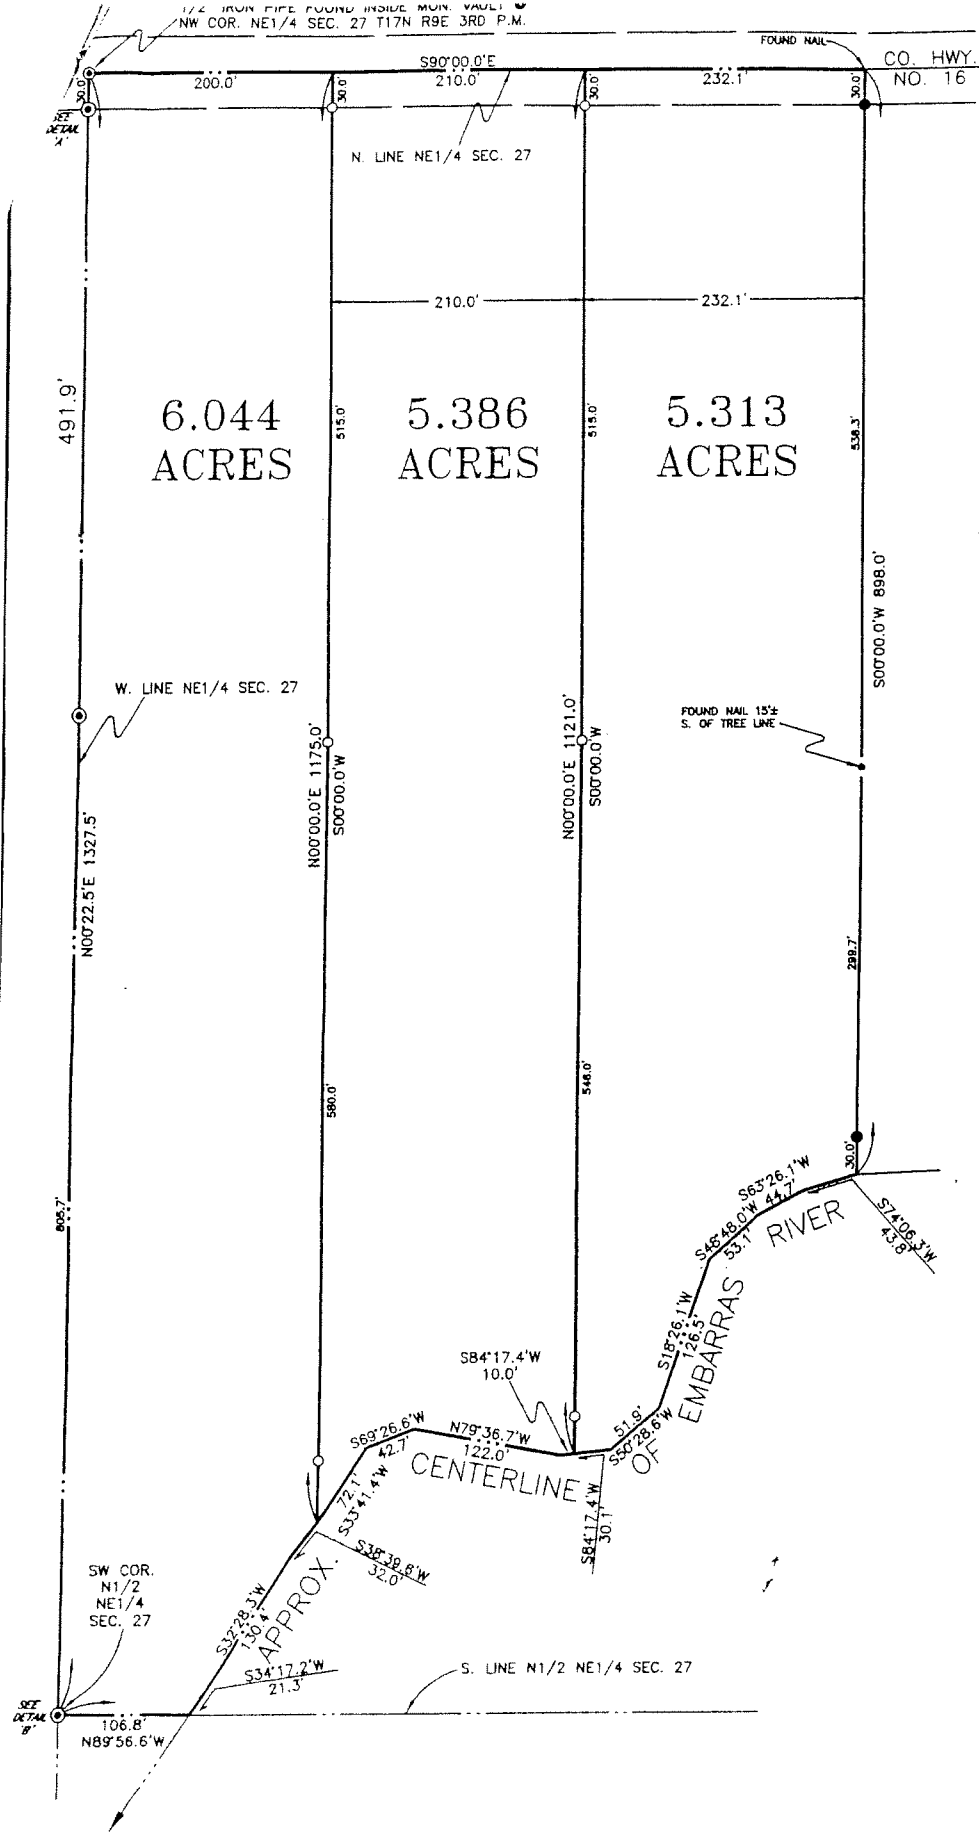 1/2" IRON PIPE FOUND INSIDE MON. VAULT @
NW COR. NE1/4 SEC. 27 T17N R9E 3RD P.M.
FOUND NAIL
CO. HWY.
NO. 16
S90°00.0'E
200.0'
210.0'
232.1'
30.0'
30.0'
30.0'
30.0'
SEE
DETAIL
'A'
N. LINE NE1/4 SEC. 27
210.0'
232.1'
491.9'
6.044
ACRES
515.0'
5.386
ACRES
515.0'
5.313
ACRES
538.3'
S00°00.0'W 898.0'
W. LINE NE1/4 SEC. 27
FOUND NAIL 15'±
S. OF TREE LINE
N00°22.5'E 1327.5'
N00°00.0'E 1175.0'
S00°00.0'W
N00°00.0'E 1121.0'
S00°00.0'W
299.7'
580.0'
546.0'
805.7'
30.0'
S74°06.3'W
43.8'
S63°26.1'W
44.7'
S48°48.0'W
53.1'
RIVER
S18°26.1'W
126.5'
EMBARRAS
S84°17.4'W
10.0'
51.9'
S50°28.6'W
OF
S69°26.6'W
42.7'
N79°36.7'W
122.0'
CENTERLINE
S84°17.4'W
30.1'
72.1'
S33°41.4'W
S38°39.6'W
32.0'
APPROX.
S32°28.3'W
130.4'
S34°17.2'W
21.3'
SW COR.
N1/2
NE1/4
SEC. 27
S. LINE N1/2 NE1/4 SEC. 27
SEE
DETAIL
'B'
106.8'
N89°56.6'W